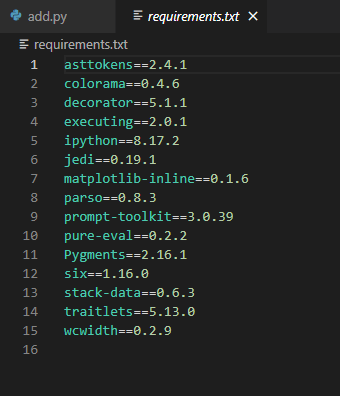 add.py requirements.txt
requirements.txt
1 asttokens==2.4.1
2 colorama==0.4.6
3 decorator==5.1.1
4 executing==2.0.1
5 ipython==8.17.2
6 jedi==0.19.1
7 matplotlib-inline==0.1.6
8 parso==0.8.3
9 prompt-toolkit==3.0.39
10 pure-eval==0.2.2
11 Pygments==2.16.1
12 six==1.16.0
13 stack-data==0.6.3
14 traitlets==5.13.0
15 wcwidth==0.2.9
16